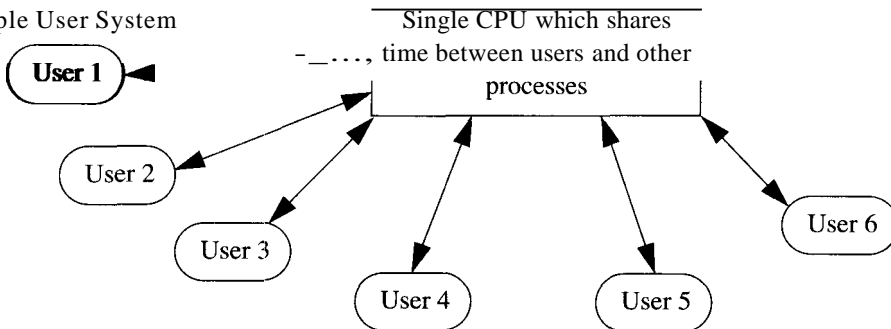 ple User System
Single CPU which shares
time between users and other
processes
User 1
User 2
User 3
User 4
User 5
User 6